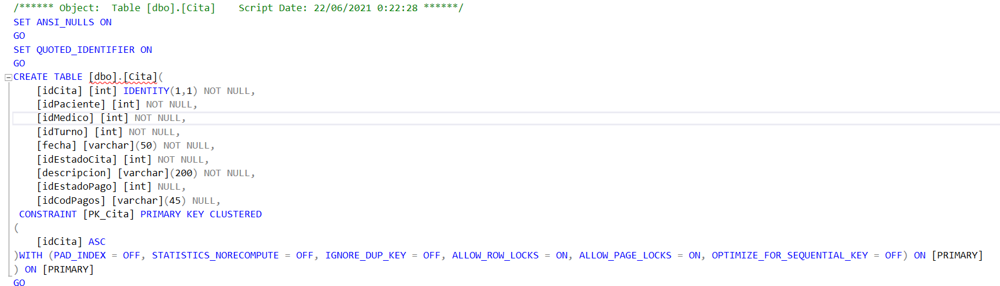 /****** Object:  Table [dbo].[Cita]    Script Date: 22/06/2021 0:22:28 ******/
SET ANSI_NULLS ON
GO
SET QUOTED_IDENTIFIER ON
GO
CREATE TABLE [dbo].[Cita](
    [idCita] [int] IDENTITY(1,1) NOT NULL,
    [idPaciente] [int] NOT NULL,
    [idMedico] [int] NOT NULL,
    [idTurno] [int] NOT NULL,
    [fecha] [varchar](50) NOT NULL,
    [idEstadoCita] [int] NOT NULL,
    [descripcion] [varchar](200) NOT NULL,
    [idEstadoPago] [int] NULL,
    [idCodPagos] [varchar](45) NULL,
 CONSTRAINT [PK_Cita] PRIMARY KEY CLUSTERED
(
    [idCita] ASC
)WITH (PAD_INDEX = OFF, STATISTICS_NORECOMPUTE = OFF, IGNORE_DUP_KEY = OFF, ALLOW_ROW_LOCKS = ON, ALLOW_PAGE_LOCKS = ON, OPTIMIZE_FOR_SEQUENTIAL_KEY = OFF) ON [PRIMARY]
) ON [PRIMARY]
GO